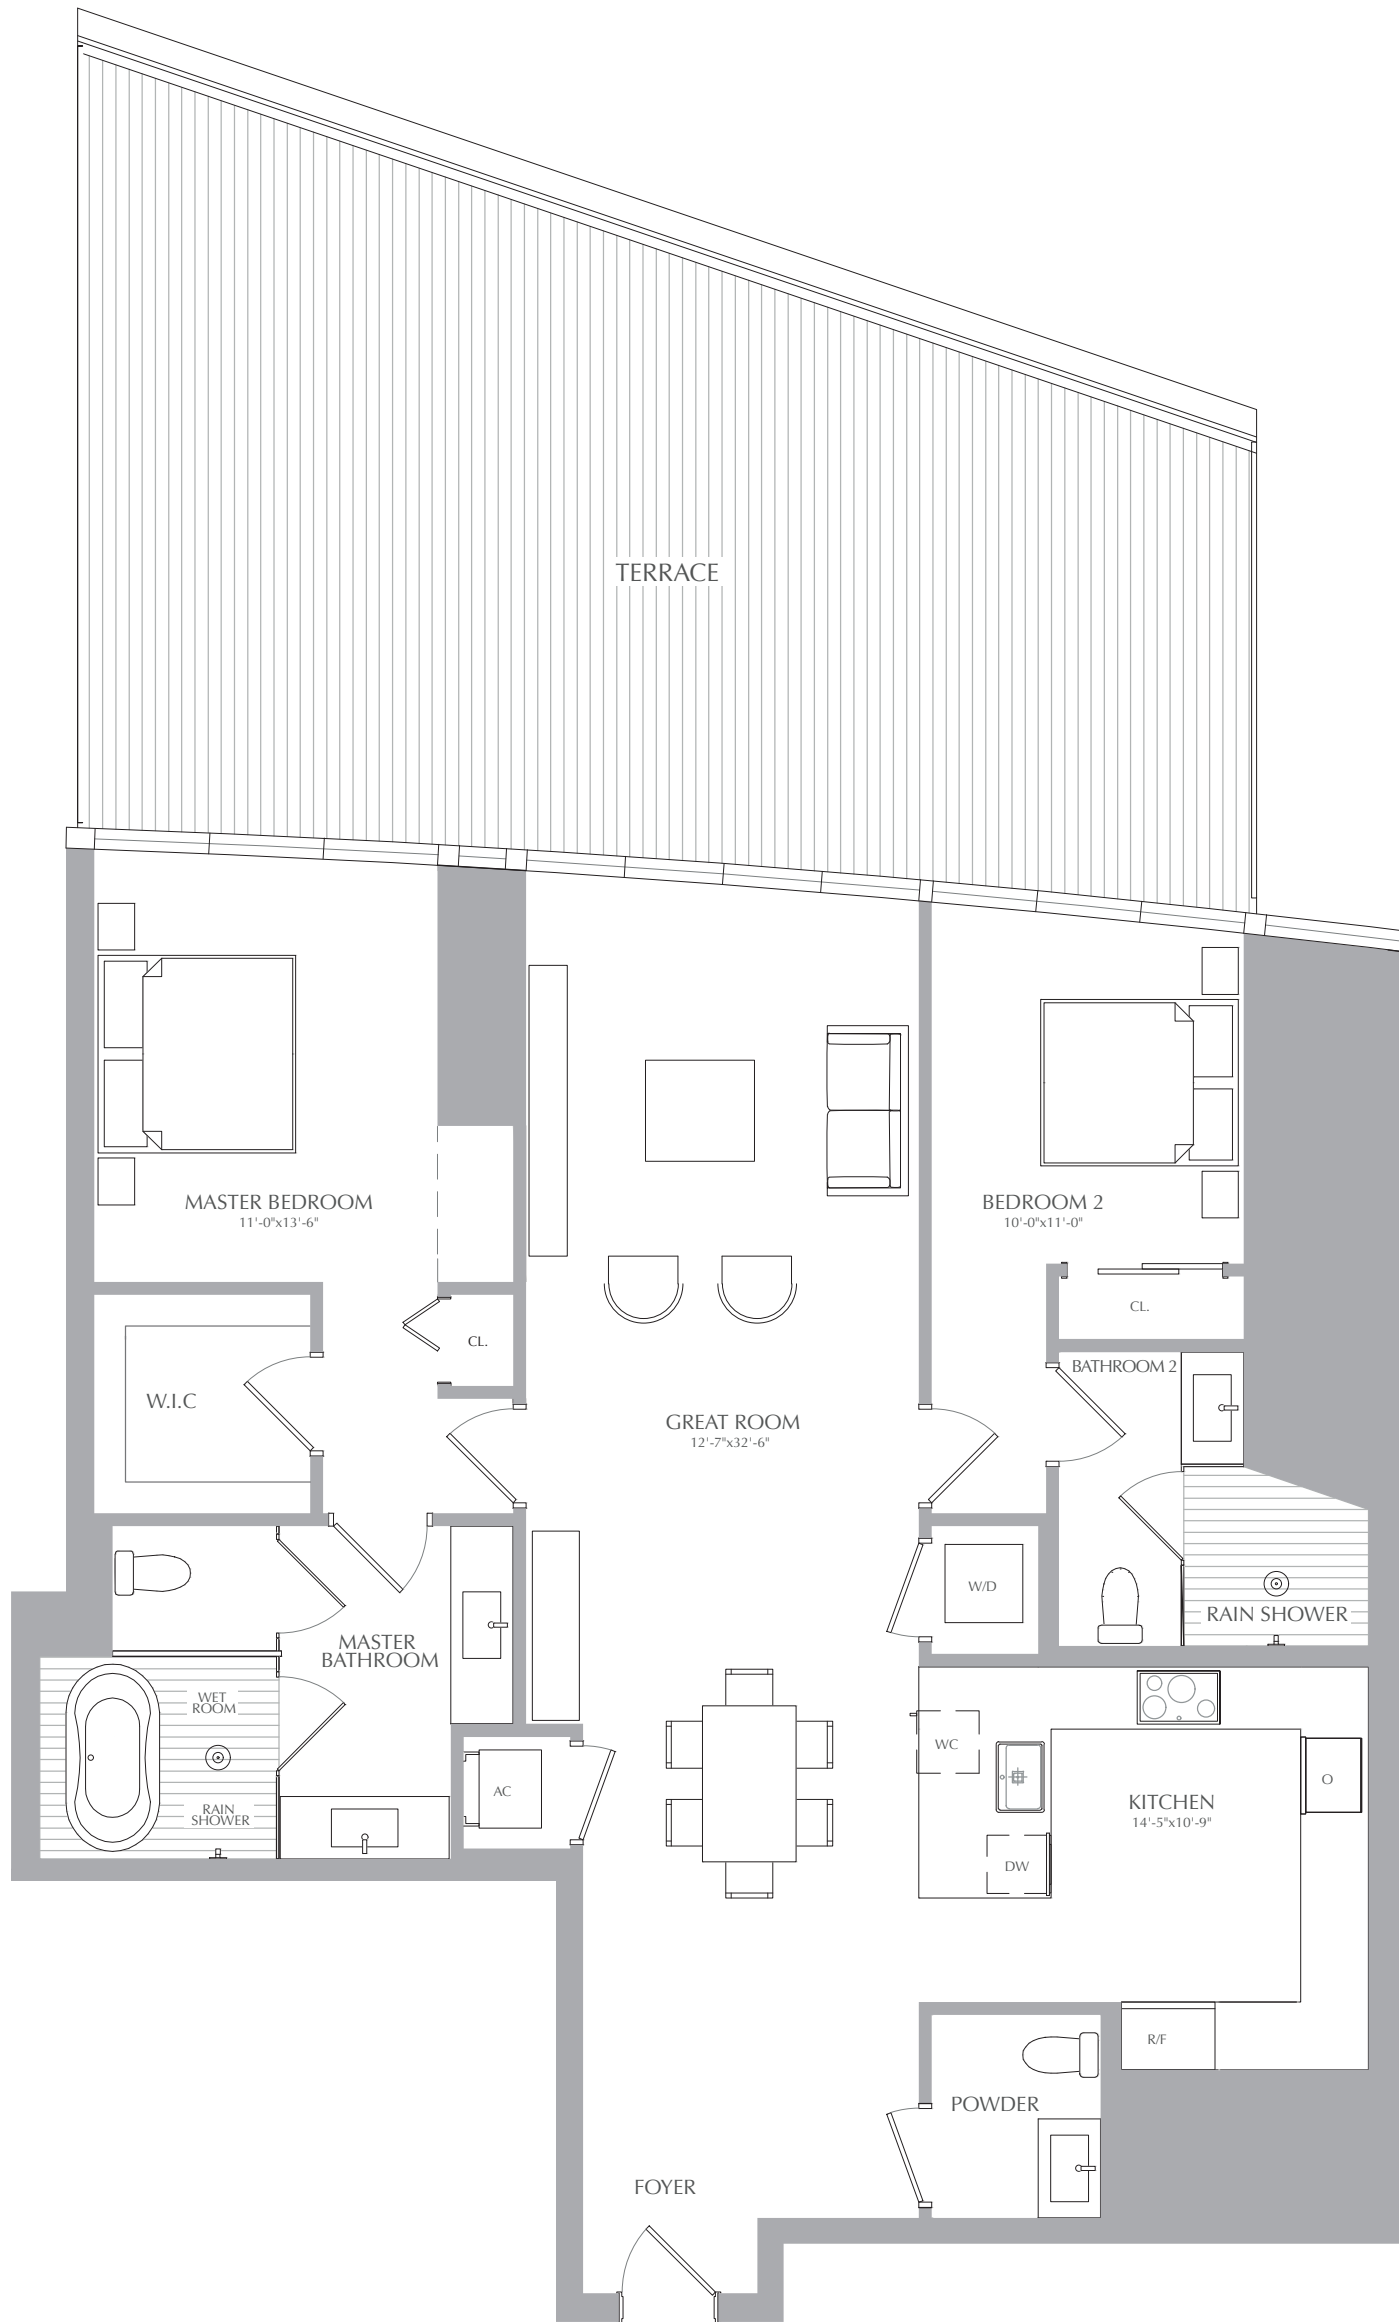 TERRACE
MASTER BEDROOM
11'-0"x13'-6"
BEDROOM 2
10'-0"x11'-0"
CL.
CL.
BATHROOM 2
W.I.C
GREAT ROOM
12'-7"x32'-6"
W/D
RAIN SHOWER
MASTER
BATHROOM
WET
ROOM
RAIN
SHOWER
AC
WC
DW
O
KITCHEN
14'-5"x10'-9"
R/F
POWDER
FOYER